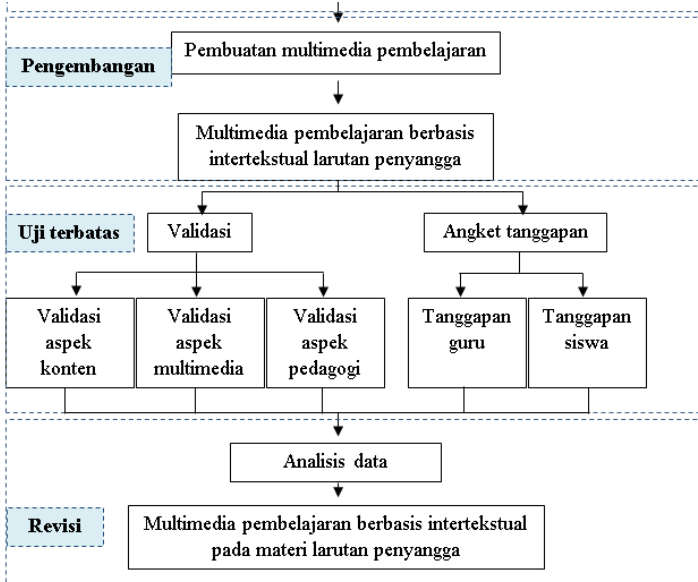 Pengembangan
Pembuatan multimedia pembelajaran
Multimedia pembelajaran berbasis
intertekstual larutan penyangga
Uji terbatas
Validasi
Angket tanggapan
Validasi
aspek
konten
Validasi
aspek
multimedia
Validasi
aspek
pedagogi
Tanggapan
guru
Tanggapan
siswa
Analisis data
Revisi
Multimedia pembelajaran berbasis intertekstual
pada materi larutan penyangga